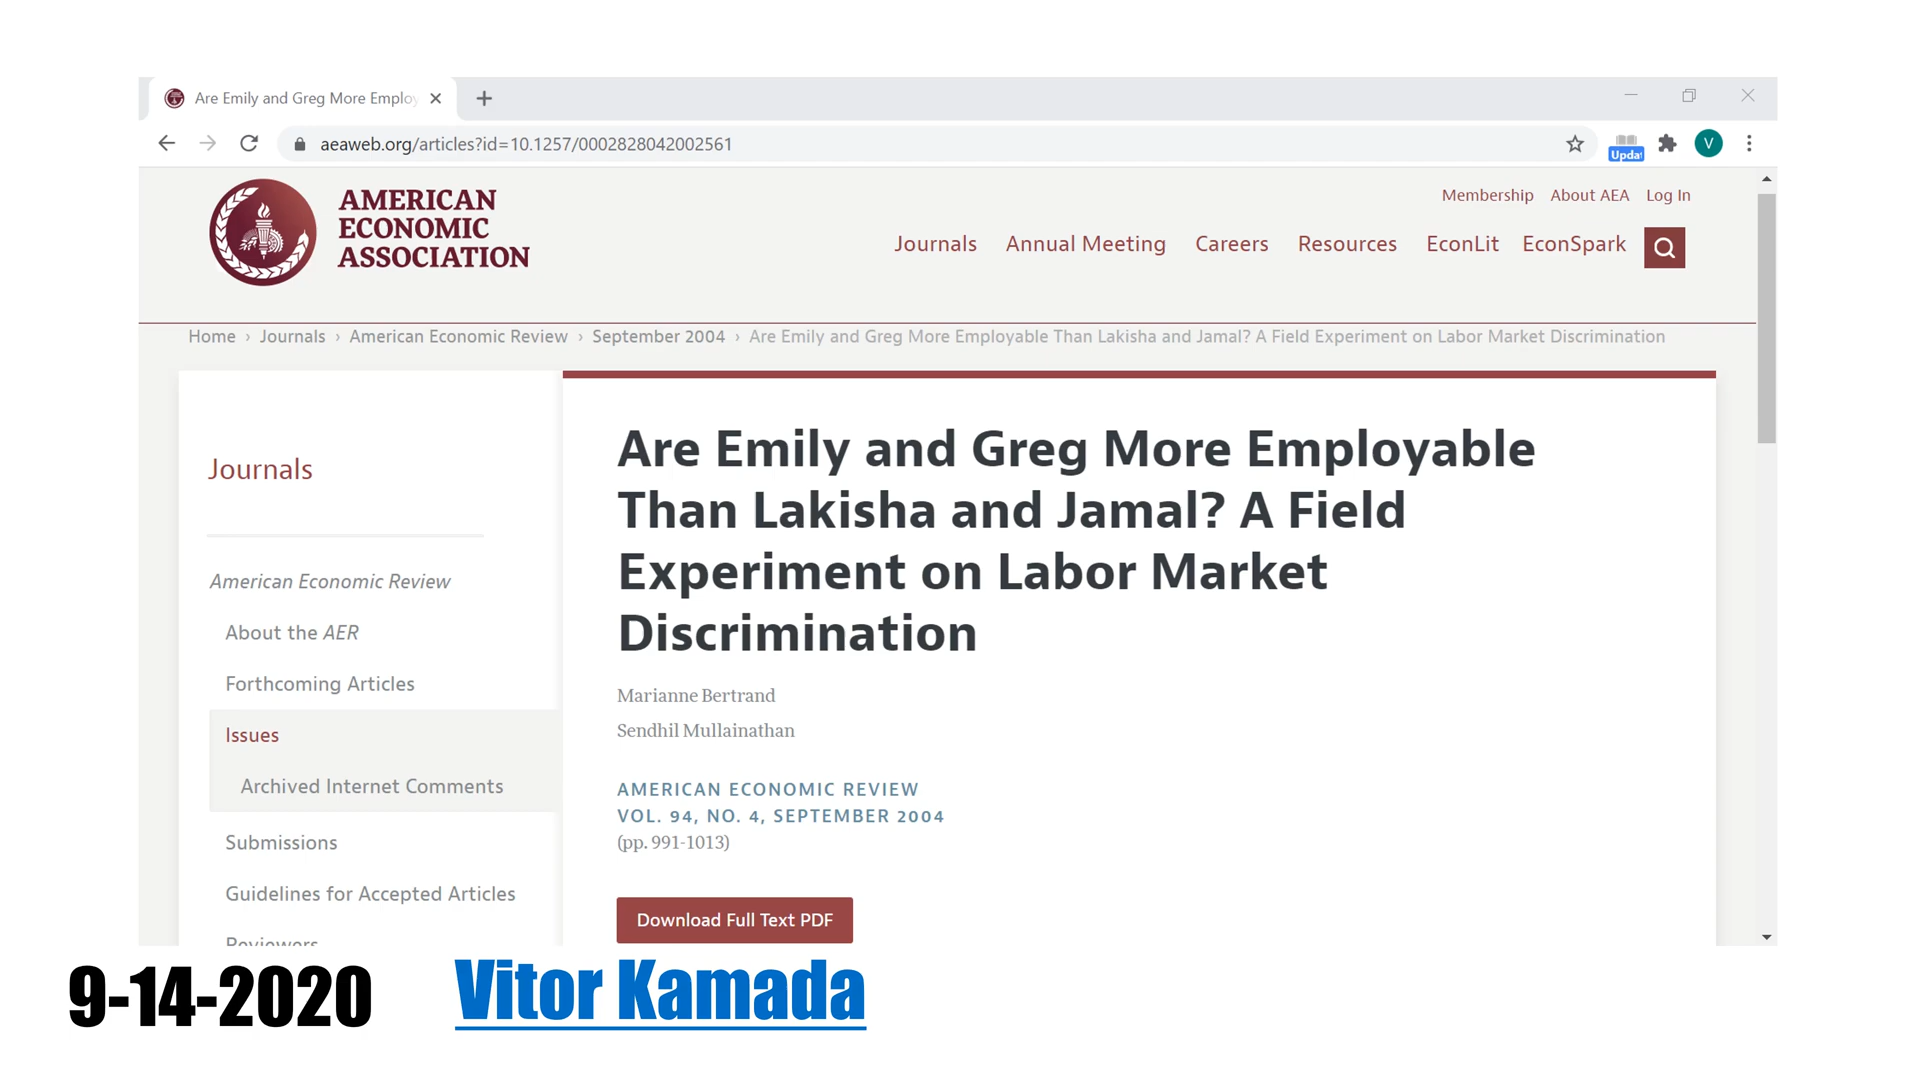 Are Emily and Greg More Emplo
aeaweb.org/articles?id=10.1257/0002828042002561
Updat
V
AMERICAN
ECONOMIC
ASSOCIATION
Membership About AEA Log In
Journals Annual Meeting Careers Resources EconLit EconSpark
Home › Journals › American Economic Review › September 2004 › Are Emily and Greg More Employable Than Lakisha and Jamal? A Field Experiment on Labor Market Discrimination
Journals
American Economic Review
About the AER
Forthcoming Articles
Issues
Archived Internet Comments
Submissions
Guidelines for Accepted Articles
Reviewers
Are Emily and Greg More Employable
Than Lakisha and Jamal? A Field
Experiment on Labor Market
Discrimination
Marianne Bertrand
Sendhil Mullainathan
AMERICAN ECONOMIC REVIEW
VOL. 94, NO. 4, SEPTEMBER 2004
(pp. 991-1013)
Download Full Text PDF
9-14-2020 Vitor Kamada